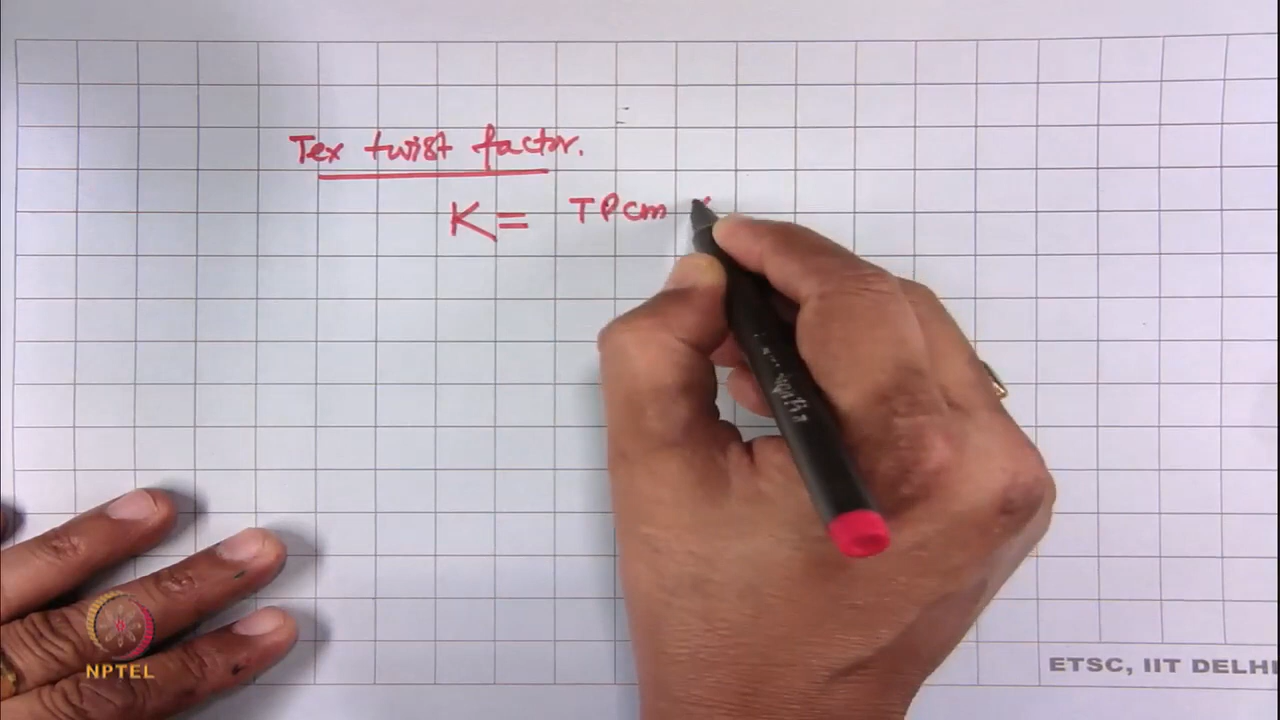 Tex twist factor.
K = TPcm
NPTEL
ETSC, IIT DELHI